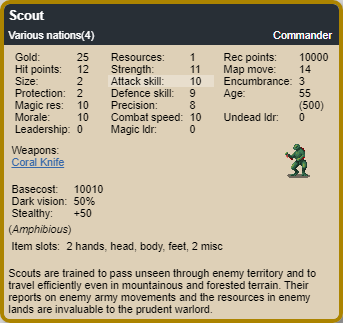 Scout
Various nations(4) Commander
Gold: 25 Resources: 1 Rec points: 10000
Hit points: 12 Strength: 11 Map move: 14
Size: 2 Attack skill: 10 Encumbrance: 3
Protection: 2 Defence skill: 9 Age: 55
Magic res: 10 Precision: 8 (500)
Morale: 10 Combat speed: 10 Undead ldr: 0
Leadership: 0 Magic ldr: 0
Weapons:
Coral Knife
Basecost: 10010
Dark vision: 50%
Stealthy: +50
(Amphibious)
Item slots: 2 hands, head, body, feet, 2 misc
Scouts are trained to pass unseen through enemy territory and to
travel efficiently even in mountainous and forested terrain. Their
reports on enemy army movements and the resources in enemy
lands are invaluable to the prudent warlord.